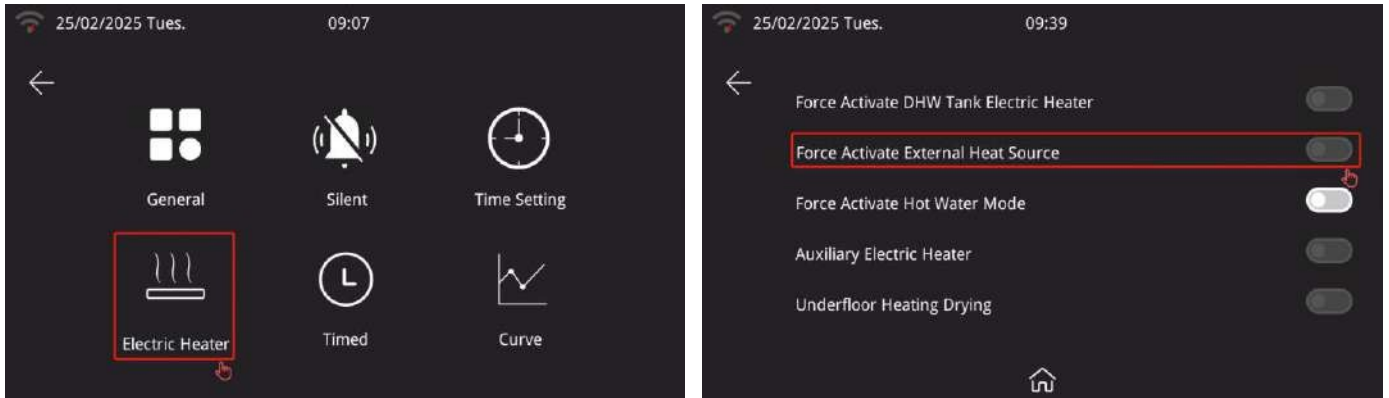 25/02/2025 Tues. 09:07
General Silent Time Setting
Electric Heater Timed Curve
25/02/2025 Tues. 09:39
Force Activate DHW Tank Electric Heater
Force Activate External Heat Source
Force Activate Hot Water Mode
Auxiliary Electric Heater
Underfloor Heating Drying